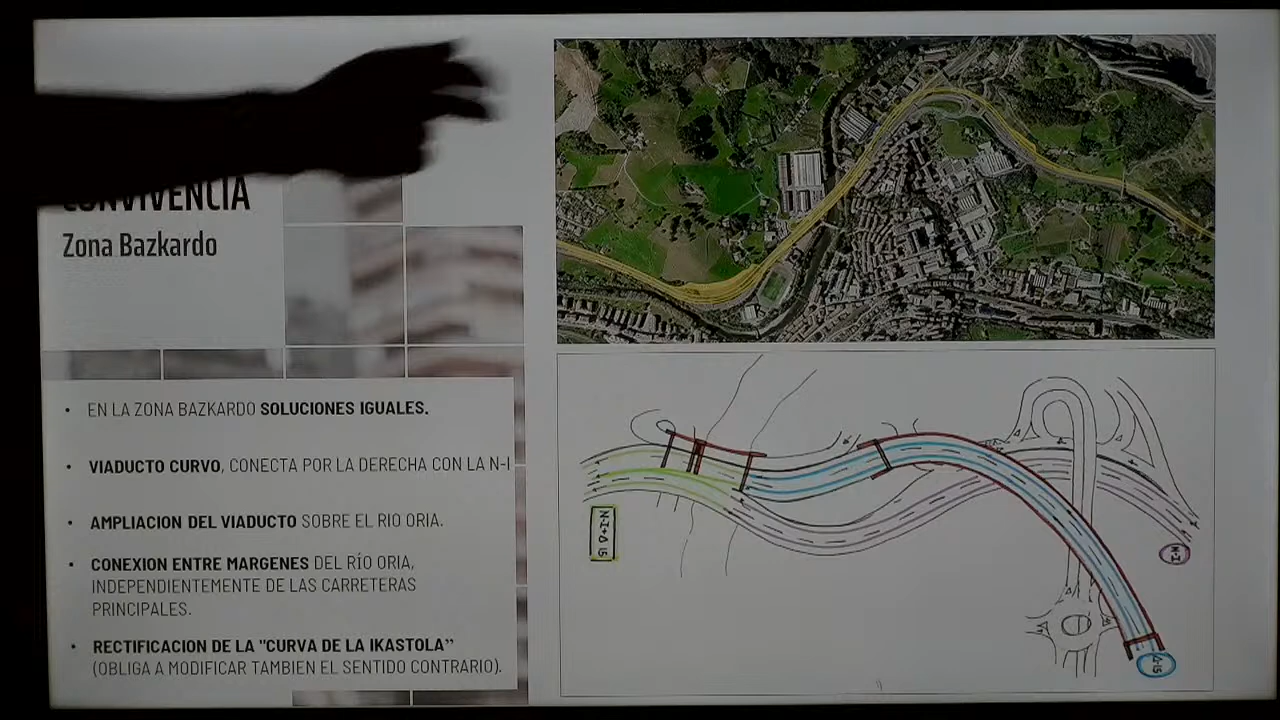 CONVIVENCIA
Zona Bazkardo
• EN LA ZONA BAZKARDO SOLUCIONES IGUALES.
• VIADUCTO CURVO, CONECTA POR LA DERECHA CON LA N-I
• AMPLIACION DEL VIADUCTO SOBRE EL RIO ORIA.
• CONEXION ENTRE MARGENES DEL RÍO ORIA,
INDEPENDIENTEMENTE DE LAS CARRETERAS
PRINCIPALES.
• RECTIFICACION DE LA "CURVA DE LA IKASTOLA”
(OBLIGA A MODIFICAR TAMBIEN EL SENTIDO CONTRARIO).
N-I+A-15
N-I
A-15